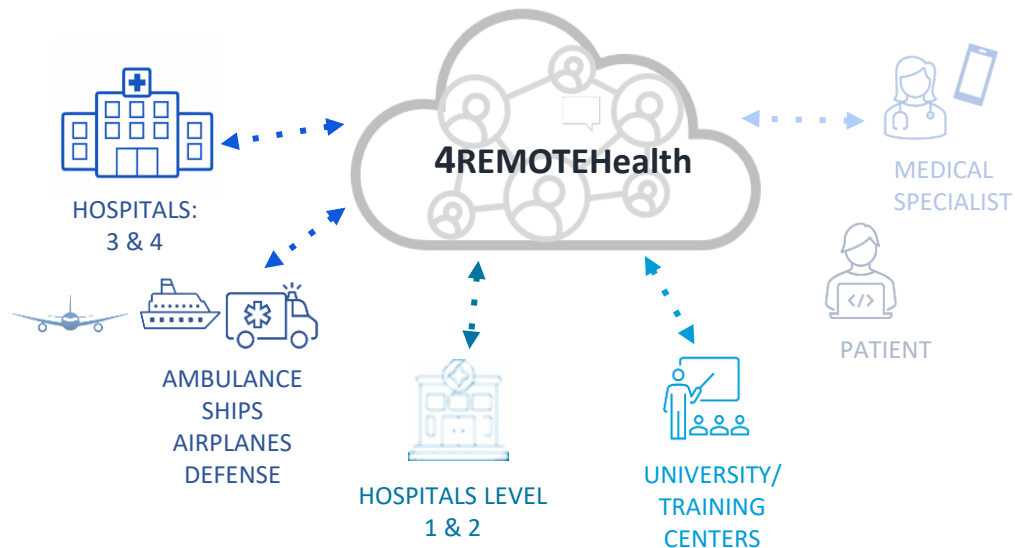 4REMOTEHealth
HOSPITALS:
3 & 4
MEDICAL
SPECIALIST
</>
PATIENT
AMBULANCE
SHIPS
AIRPLANES
DEFENSE
HOSPITALS LEVEL
1 & 2
UNIVERSITY/
TRAINING
CENTERS